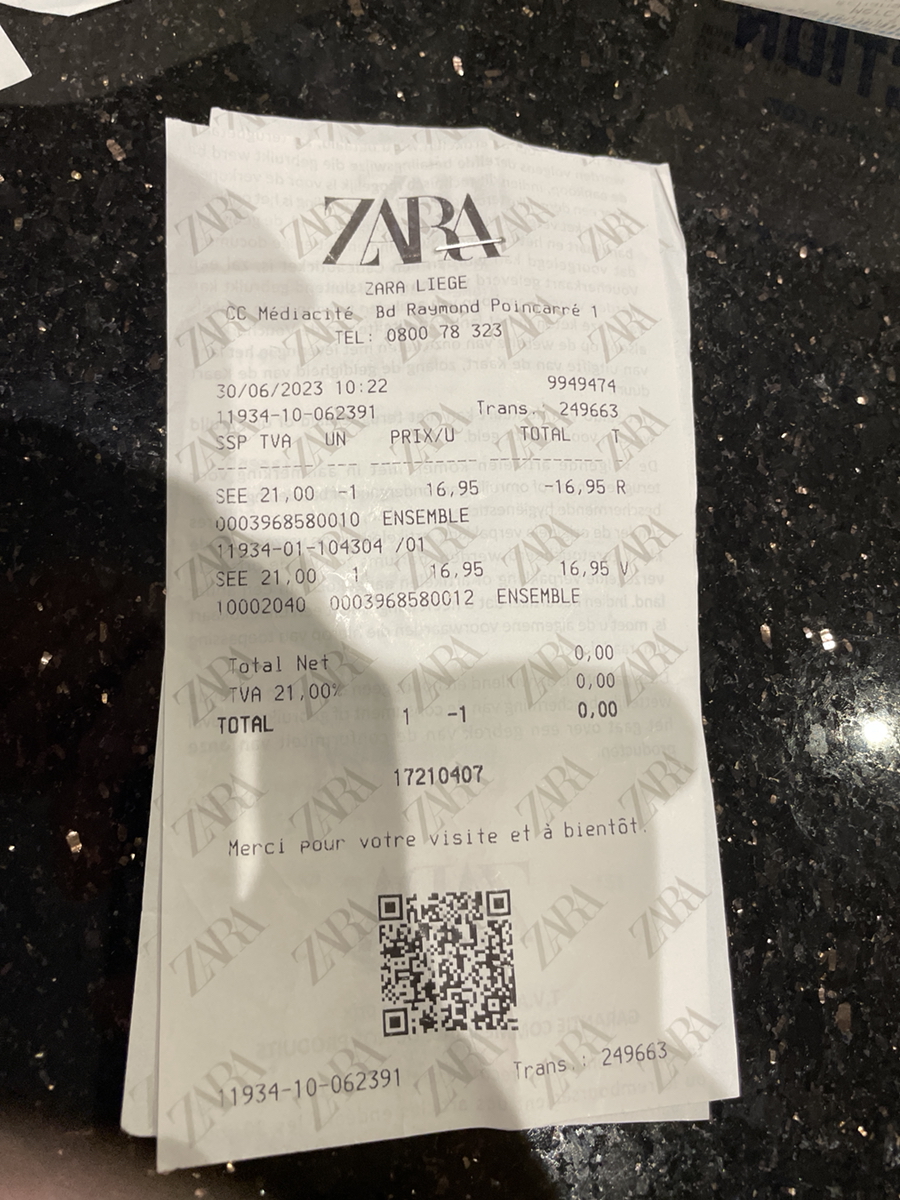 ZARA
ZARA LIEGE
CC Médiacité Bd Raymond Poincarré 1
TEL: 0800 78 323
30/06/2023 10:22 9949474
11934-10-062391 Trans.: 249663
SSP TVA UN PRIX/U TOTAL T
SEE 21,00 -1 16,95 -16,95 R
0003968580010 ENSEMBLE
11934-01-104304 /01
SEE 21,00 1 16,95 16,95 V
10002040 0003968580012 ENSEMBLE
Total Net 0,00
TVA 21,00% 0,00
TOTAL 1 -1 0,00
17210407
Merci pour votre visite et à bientôt.
11934-10-062391 Trans.: 249663